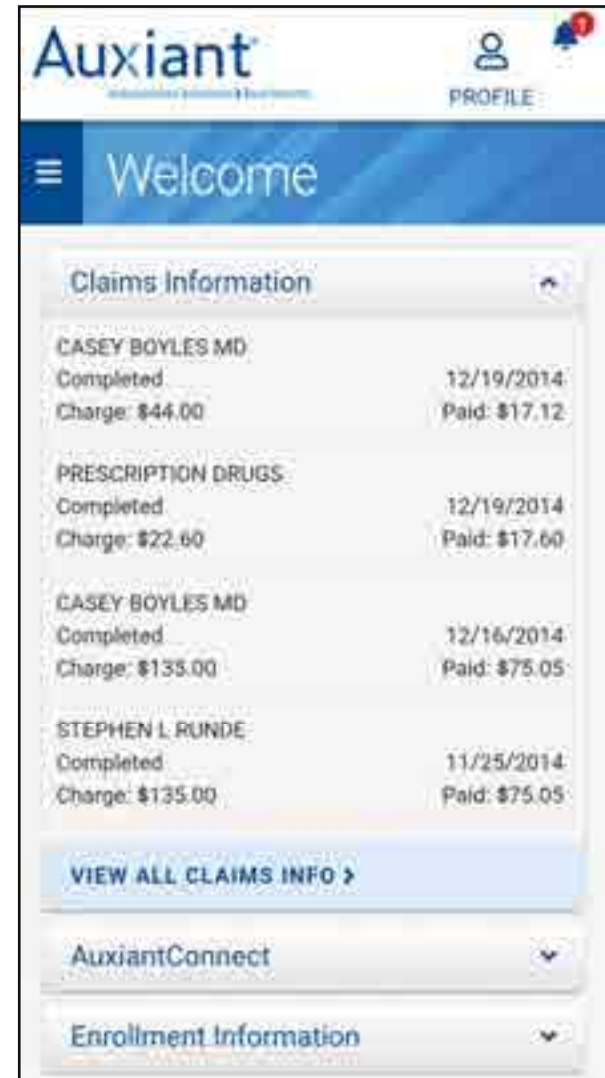 Auxiant
1
PROFILE
Welcome
Claims Information
CASEY BOYLES MD
Completed 12/19/2014
Charge: $44.00 Paid: $17.12
PRESCRIPTION DRUGS
Completed 12/19/2014
Charge: $22.60 Paid: $17.60
CASEY BOYLES MD
Completed 12/16/2014
Charge: $135.00 Paid: $75.05
STEPHEN L RUNDE
Completed 11/25/2014
Charge: $135.00 Paid: $75.05
VIEW ALL CLAIMS INFO >
AuxiantConnect
Enrollment Information